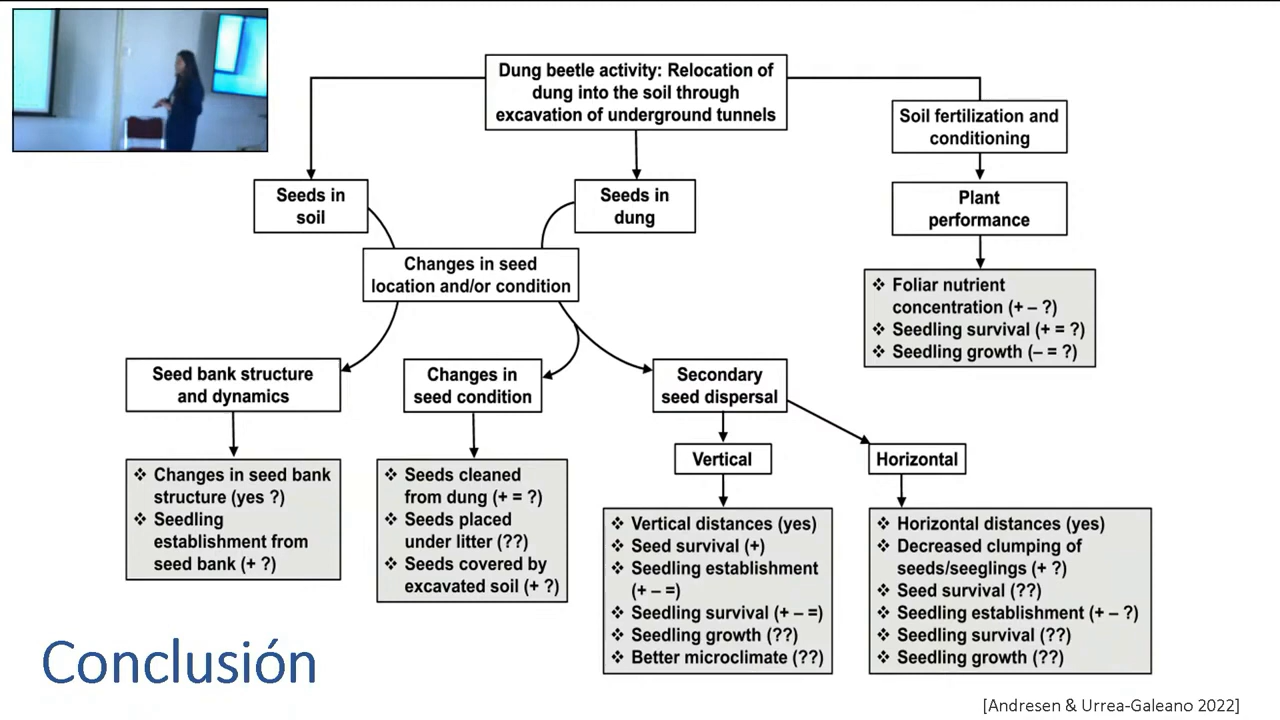 Dung beetle activity: Relocation of
dung into the soil through
excavation of underground tunnels
Soil fertilization and
conditioning
Seeds in
soil
Seeds in
dung
Plant
performance
Changes in seed
location and/or condition
❖ Foliar nutrient
concentration (+ – ?)
❖ Seedling survival (+ = ?)
❖ Seedling growth (– = ?)
Seed bank structure
and dynamics
Changes in
seed condition
Secondary
seed dispersal
Vertical
Horizontal
❖ Changes in seed bank
structure (yes ?)
❖ Seedling
establishment from
seed bank (+ ?)
❖ Seeds cleaned
from dung (+ = ?)
❖ Seeds placed
under litter (??)
❖ Seeds covered by
excavated soil (+ ?)
❖ Vertical distances (yes)
❖ Seed survival (+)
❖ Seedling establishment
(+ – =)
❖ Seedling survival (+ – =)
❖ Seedling growth (??)
❖ Better microclimate (??)
❖ Horizontal distances (yes)
❖ Decreased clumping of
seeds/seeglings (+ ?)
❖ Seed survival (??)
❖ Seedling establishment (+ – ?)
❖ Seedling survival (??)
❖ Seedling growth (??)
Conclusión
[Andresen & Urrea-Galeano 2022]